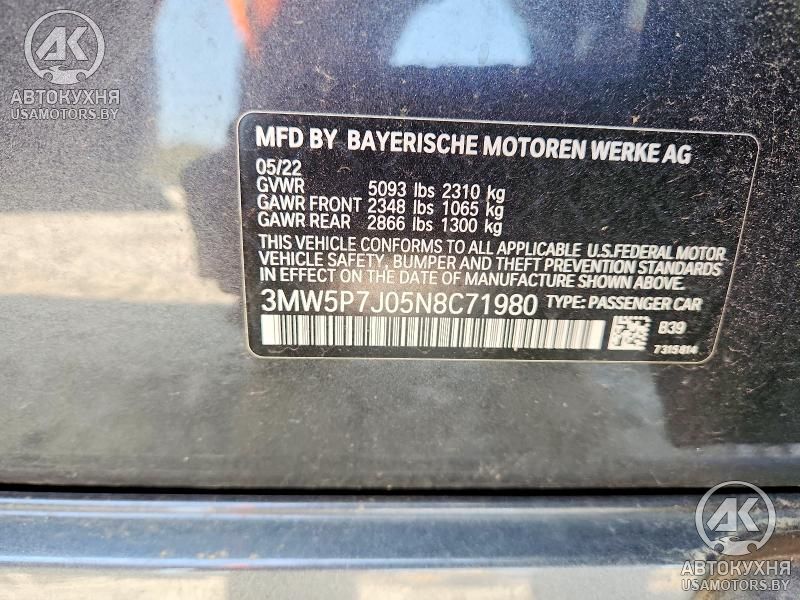 AK
АВТОКУХНЯ
USAMOTORS.BY
MFD BY BAYERISCHE MOTOREN WERKE AG
05/22
GVWR 5093 lbs 2310 kg
GAWR FRONT 2348 lbs 1065 kg
GAWR REAR 2866 lbs 1300 kg
THIS VEHICLE CONFORMS TO ALL APPLICABLE U.S.FEDERAL MOTOR
VEHICLE SAFETY, BUMPER AND THEFT PREVENTION STANDARDS
IN EFFECT ON THE DATE OF MANUFACTURE SHOWN ABOVE.
3MW5P7J05N8C71980 TYPE: PASSENGER CAR
B39
7315814
AK
АВТОКУХНЯ
USAMOTORS.BY